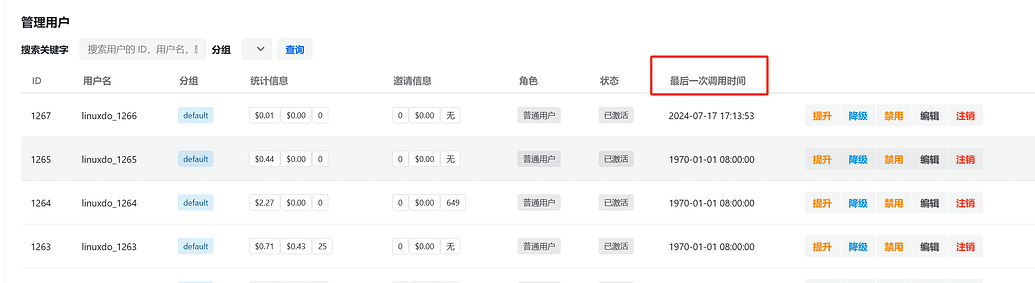 管理用户
搜索关键字 搜索用户的 ID，用户名， 分组 查询
ID 用户名 分组 统计信息 邀请信息 角色 状态 最后一次调用时间
1267 linuxdo_1266 default $0.01 $0.00 0 0 $0.00 无 普通用户 已激活 2024-07-17 17:13:53 提升 降级 禁用 编辑 注销
1265 linuxdo_1265 default $0.44 $0.00 0 0 $0.00 无 普通用户 已激活 1970-01-01 08:00:00 提升 降级 禁用 编辑 注销
1264 linuxdo_1264 default $2.27 $0.00 0 0 $0.00 649 普通用户 已激活 1970-01-01 08:00:00 提升 降级 禁用 编辑 注销
1263 linuxdo_1263 default $0.71 $0.43 25 0 $0.00 无 普通用户 已激活 1970-01-01 08:00:00 提升 降级 禁用 编辑 注销